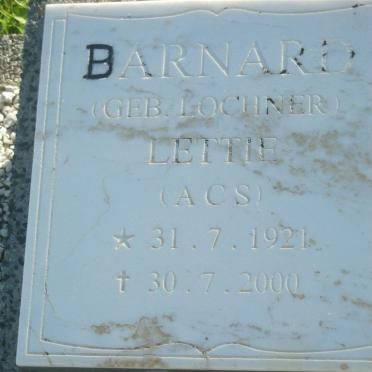 BARNARD
(GEB. LOCHNER)
LETTIE
(ACS)
* 31.7.1921
† 30.7.2000